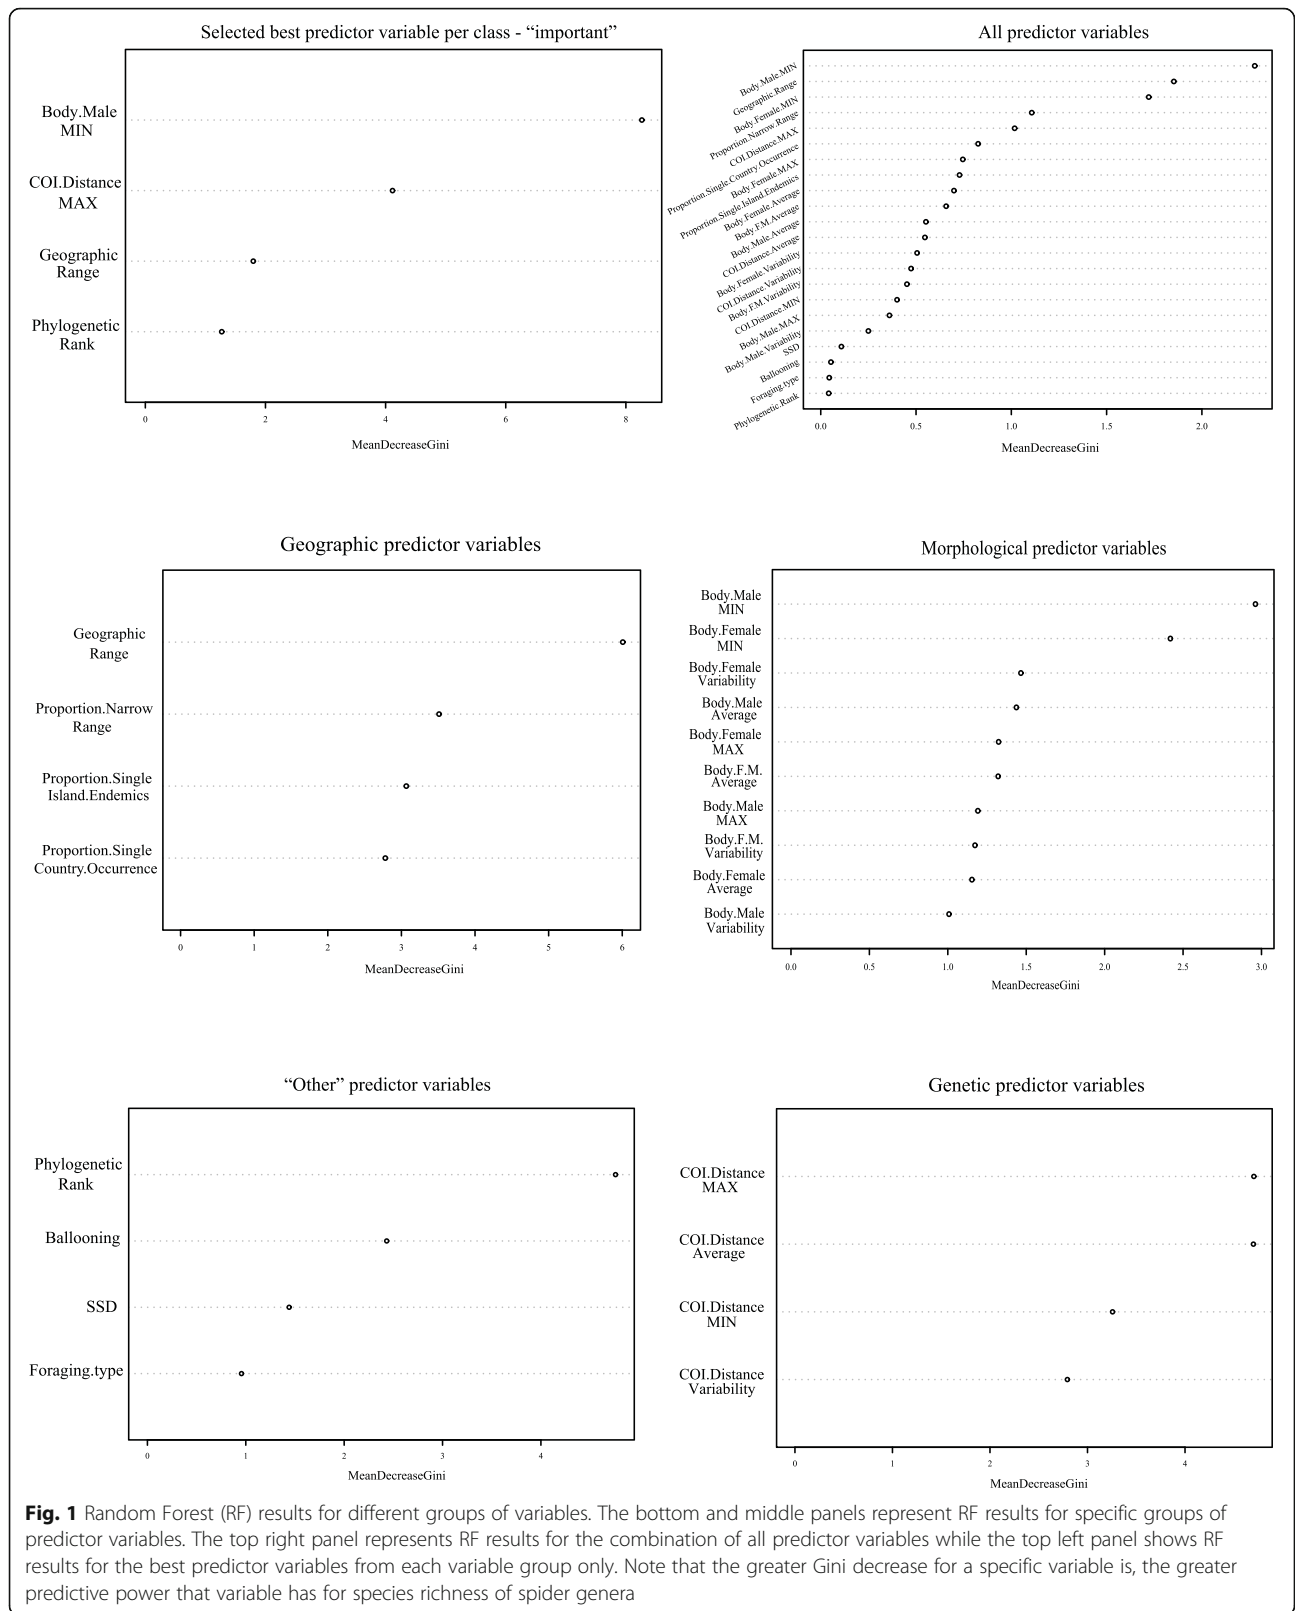 Selected best predictor variable per class - “important”
Body.Male
MIN
COI.Distance
MAX
Geographic
Range
Phylogenetic
Rank
0 2 4 6 8
MeanDecreaseGini
All predictor variables
Body.Male.MIN
Geographic.Range
Body.Female.MIN
Proportion.Narrow.Range
COI.Distance.MAX
Proportion.Single.Country.Occurrence
Body.Female.MAX
Proportion.Single.Island.Endemics
Body.Female.Average
Body.F.M.Average
Body.Male.Average
COI.Distance.Average
Body.Female.Variability
COI.Distance.Variability
Body.F.M.Variability
COI.Distance.MIN
Body.Male.MAX
Body.Male.Variability
SSD
Ballooning
Foraging.type
Phylogenetic.Rank
0.0 0.5 1.0 1.5 2.0
MeanDecreaseGini
Geographic predictor variables
Geographic
Range
Proportion.Narrow
Range
Proportion.Single
Island.Endemics
Proportion.Single
Country.Occurrence
0 1 2 3 4 5 6
MeanDecreaseGini
Morphological predictor variables
Body.Male
MIN
Body.Female
MIN
Body.Female
Variability
Body.Male
Average
Body.Female
MAX
Body.F.M.
Average
Body.Male
MAX
Body.F.M.
Variability
Body.Female
Average
Body.Male
Variability
0.0 0.5 1.0 1.5 2.0 2.5 3.0
MeanDecreaseGini
“Other” predictor variables
Phylogenetic
Rank
Ballooning
SSD
Foraging.type
0 1 2 3 4
MeanDecreaseGini
Genetic predictor variables
COI.Distance
MAX
COI.Distance
Average
COI.Distance
MIN
COI.Distance
Variability
0 1 2 3 4
MeanDecreaseGini
Fig. 1 Random Forest (RF) results for different groups of variables. The bottom and middle panels represent RF results for specific groups of
predictor variables. The top right panel represents RF results for the combination of all predictor variables while the top left panel shows RF
results for the best predictor variables from each variable group only. Note that the greater Gini decrease for a specific variable is, the greater
predictive power that variable has for species richness of spider genera